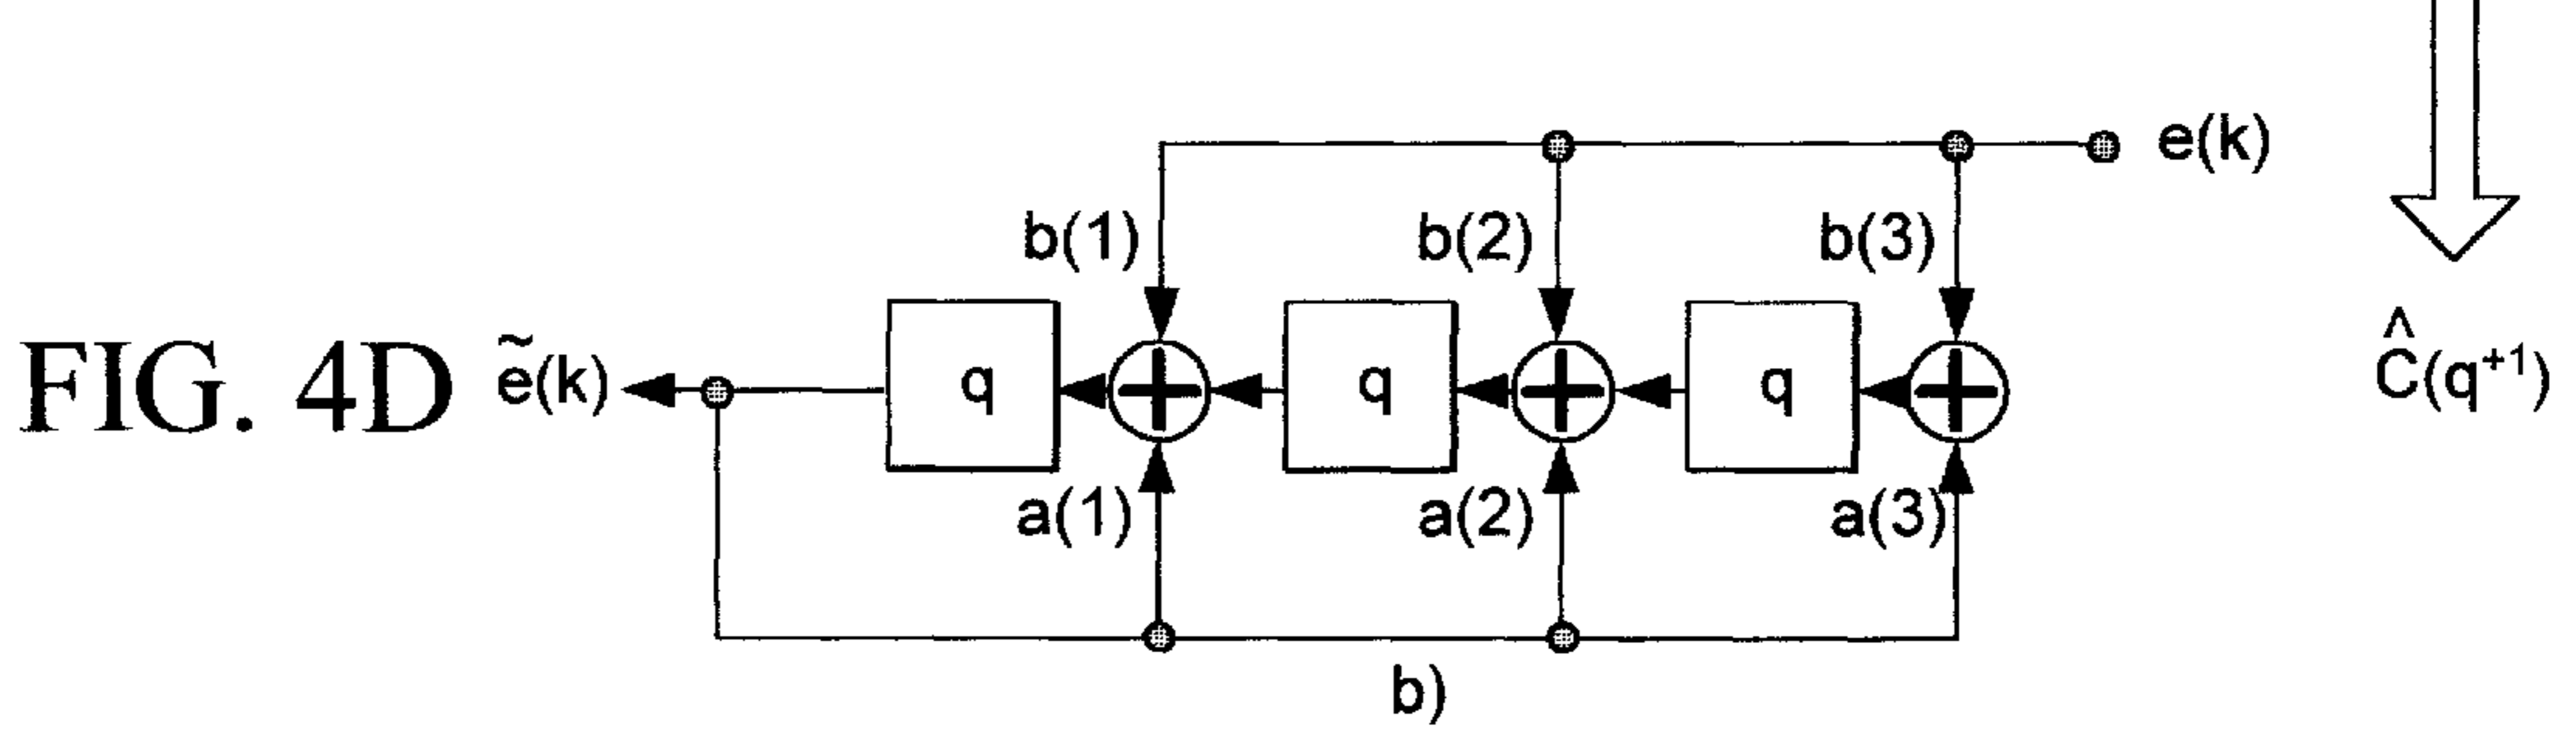 e(k)
b(1) b(2) b(3)
FIG. 4D ẽ(k) q q q Ĉ(q⁺¹)
a(1) a(2) a(3)
b)